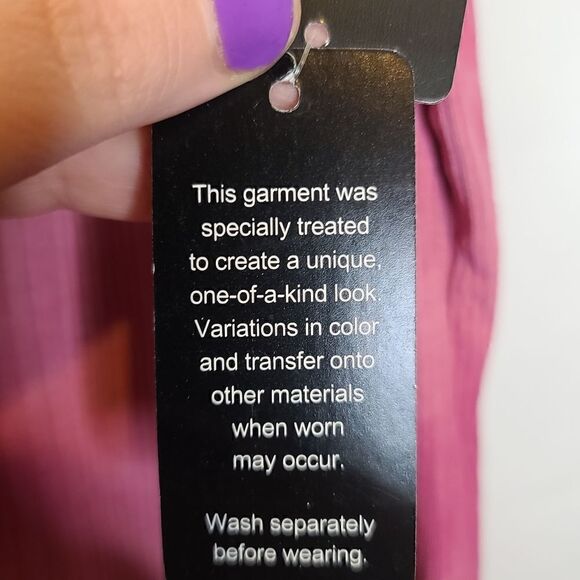 This garment was
specially treated
to create a unique,
one-of-a-kind look.
Variations in color
and transfer onto
other materials
when worn
may occur.
Wash separately
before wearing.